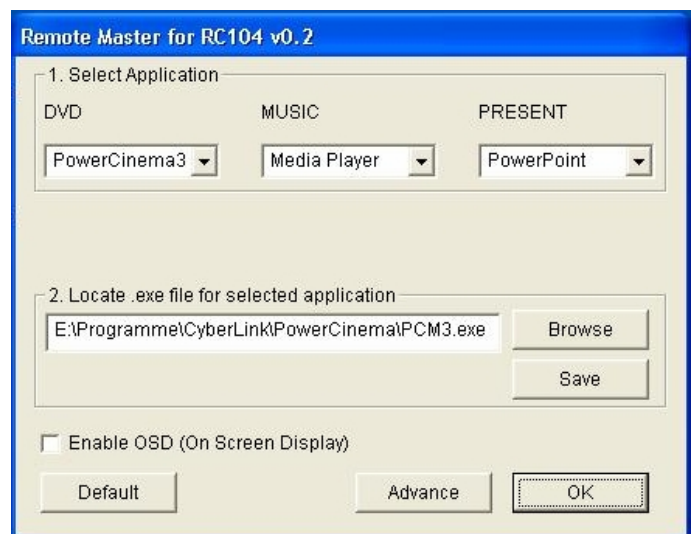 Remote Master for RC104 v0.2
1. Select Application
DVD MUSIC PRESENT
PowerCinema3 Media Player PowerPoint
2. Locate .exe file for selected application
E:\Programme\CyberLink\PowerCinema\PCM3.exe Browse
Save
Enable OSD (On Screen Display)
Default Advance OK